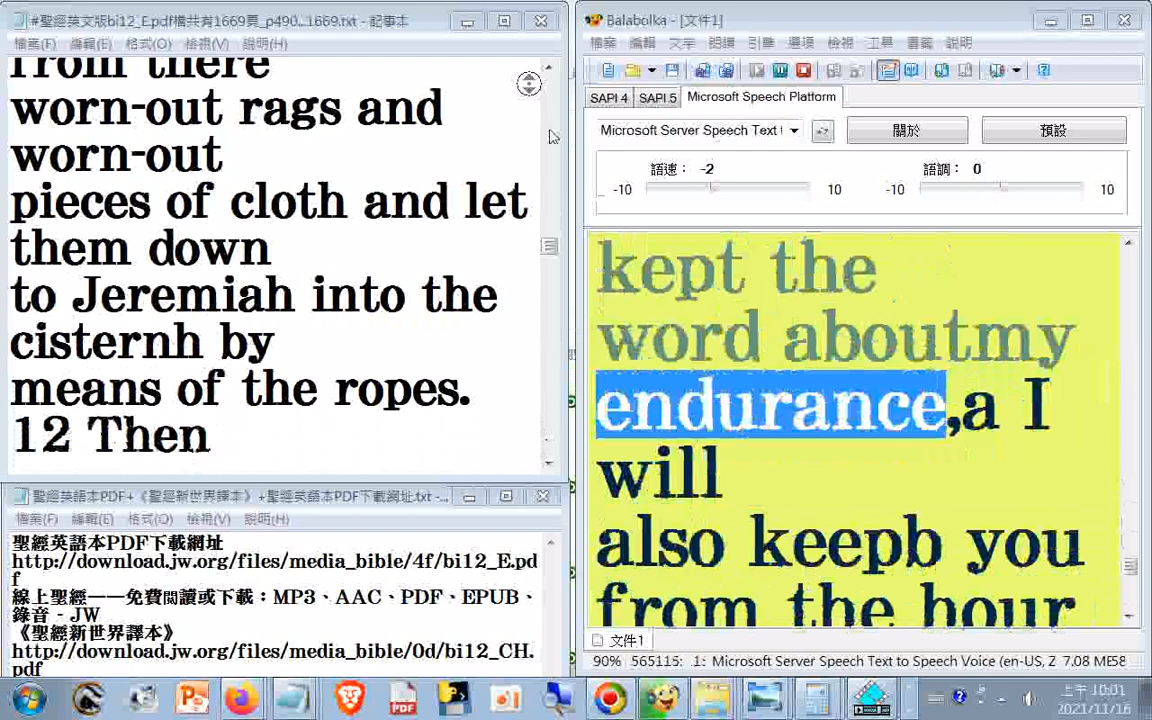 #聖經英文版bi12_E.pdf檔共有1669頁_p490...1669.txt - 記事本
檔案(F) 編輯(E) 格式(O) 檢視(V) 說明(H)
from there
worn-out rags and
worn-out
pieces of cloth and let
them down
to Jeremiah into the
cisternh by
means of the ropes.
12 Then
聖經英語本PDF+《聖經新世界譯本》+聖經英語本PDF下載網址.txt -...
檔案(F) 編輯(E) 格式(O) 檢視(V) 說明(H)
聖經英語本PDF下載網址
http://download.jw.org/files/media_bible/4f/bi12_E.pd
f
線上聖經——免費閱讀或下載：MP3、AAC、PDF、EPUB、
錄音 - JW
《聖經新世界譯本》
http://download.jw.org/files/media_bible/0d/bi12_CH.
pdf
Balabolka - [文件1]
檔案 編輯 文字 朗讀 引擎 選項 檢視 工具 書籤 說明
SAPI 4 SAPI 5 Microsoft Speech Platform
Microsoft Server Speech Text 關於 預設
語速： -2 語調： 0
-10 10 -10 10
kept the
word aboutmy
endurance,a I
will
also keepb you
from the hour
文件1
90% 565115: 1: Microsoft Server Speech Text to Speech Voice (en-US, Z 7.08 ME58
PDF
上午 10:01
2021/11/16